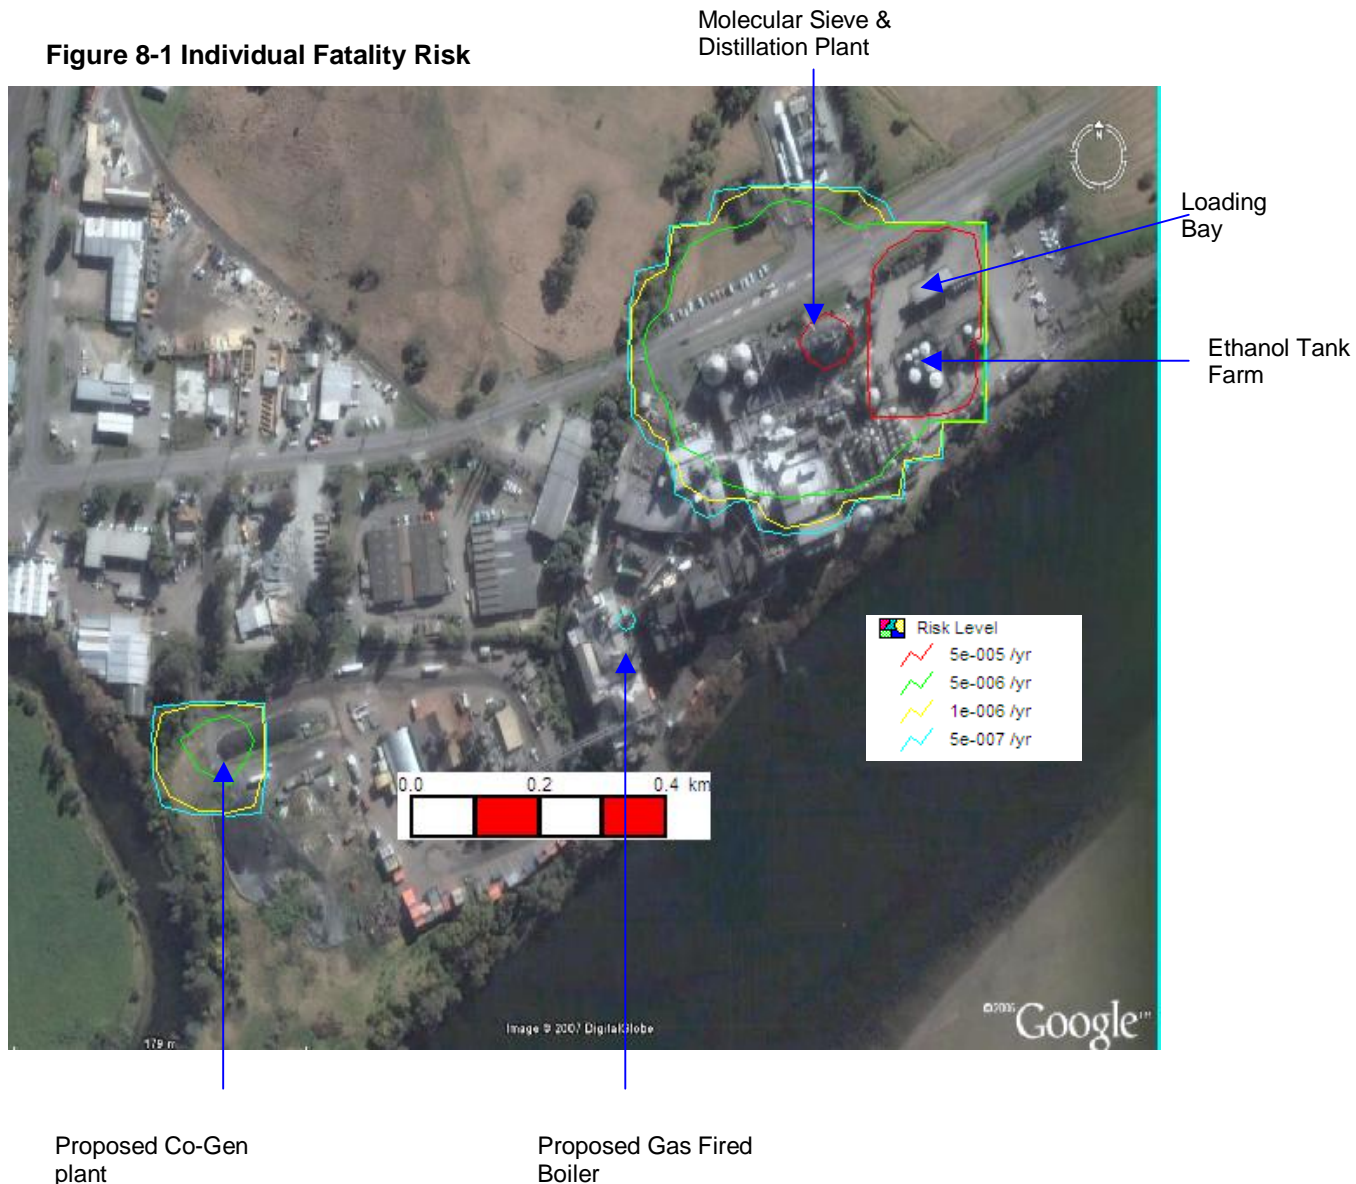 Molecular Sieve &
Distillation Plant
Figure 8-1 Individual Fatality Risk
N
Loading
Bay
Ethanol Tank
Farm
Risk Level
5e-005 /yr
5e-006 /yr
1e-006 /yr
5e-007 /yr
0.0 0.2 0.4 km
©2006 Google™
Image © 2007 DigitalGlobe
179 m
Proposed Co-Gen
plant
Proposed Gas Fired
Boiler